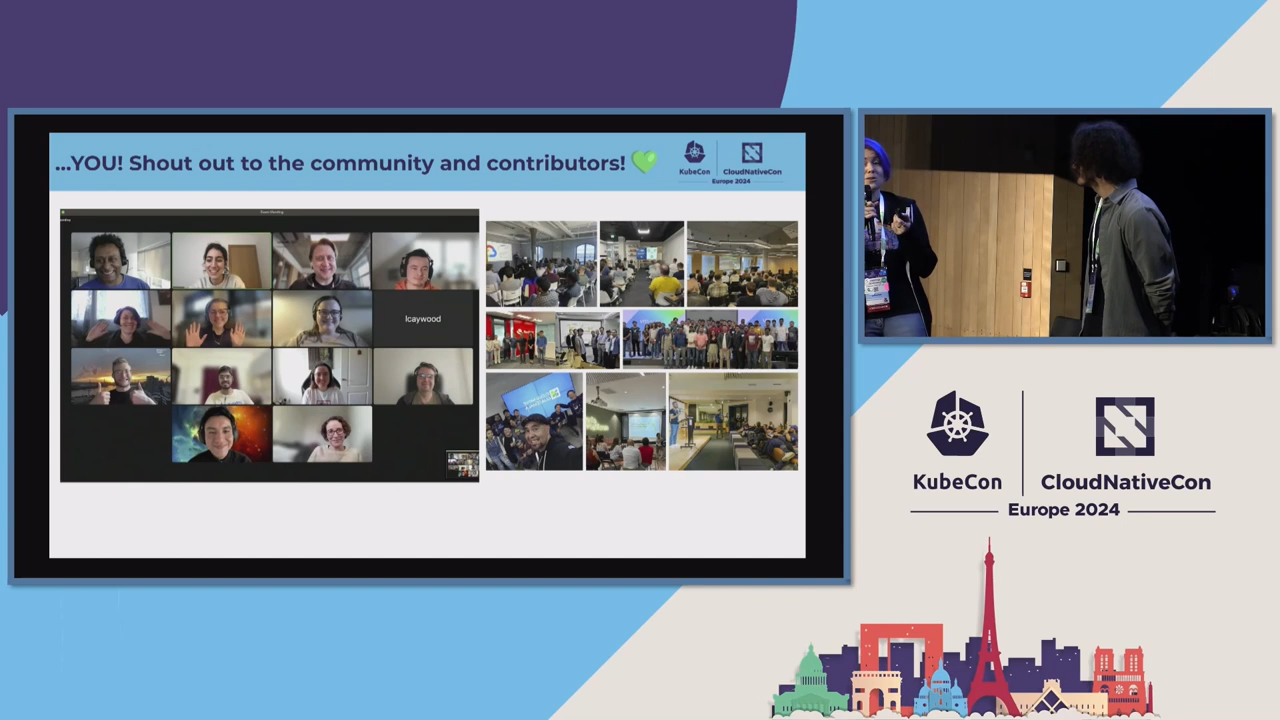 ...YOU! Shout out to the community and contributors!
KubeCon
CloudNativeCon
Europe 2024
lcaywood
KubeCon
CloudNativeCon
Europe 2024